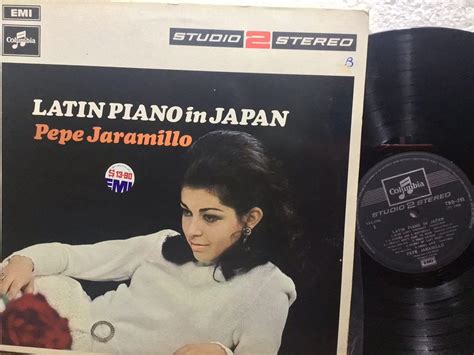 EMI
Columbia
STUDIO 2 STEREO
B
LATIN PIANO in JAPAN
Pepe Jaramillo
$13-80
EMI
Columbia
STUDIO 2 STEREO
LATIN PIANO IN JAPAN
PEPE JARAMILLO